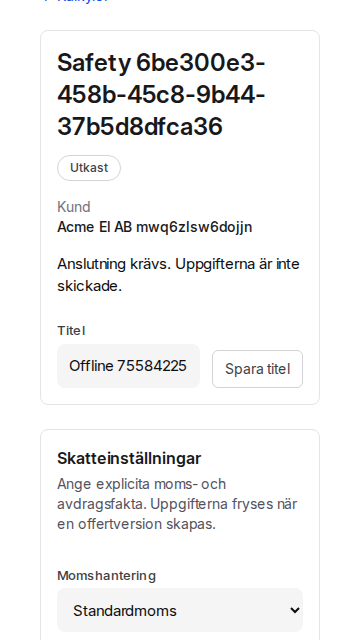 Safety 6be300e3-
458b-45c8-9b44-
37b5d8dfca36
Utkast
Kund
Acme El AB mwq6zlsw6dojjn
Anslutning krävs. Uppgifterna är inte
skickade.
Titel
Offline 75584225
Spara titel
Skatteinställningar
Ange explicita moms- och
avdragsfakta. Uppgifterna fryses när
en offertversion skapas.
Momshantering
Standardmoms